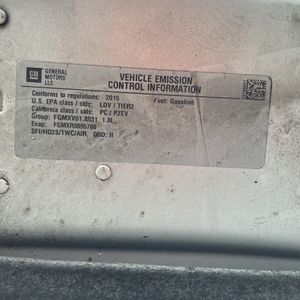 GM
GENERAL MOTORS LLC
VEHICLE EMISSION
CONTROL INFORMATION
Conforms to regulations: 2015 Fuel: Gasoline
U.S. EPA class / stds: LDV / TIER2
California class / stds: PC / PZEV
Group: FGMXV01.8031 1.8L
Evap: FGMXR0095700
SFI/HO2S/TWC/AIR, OBD: II